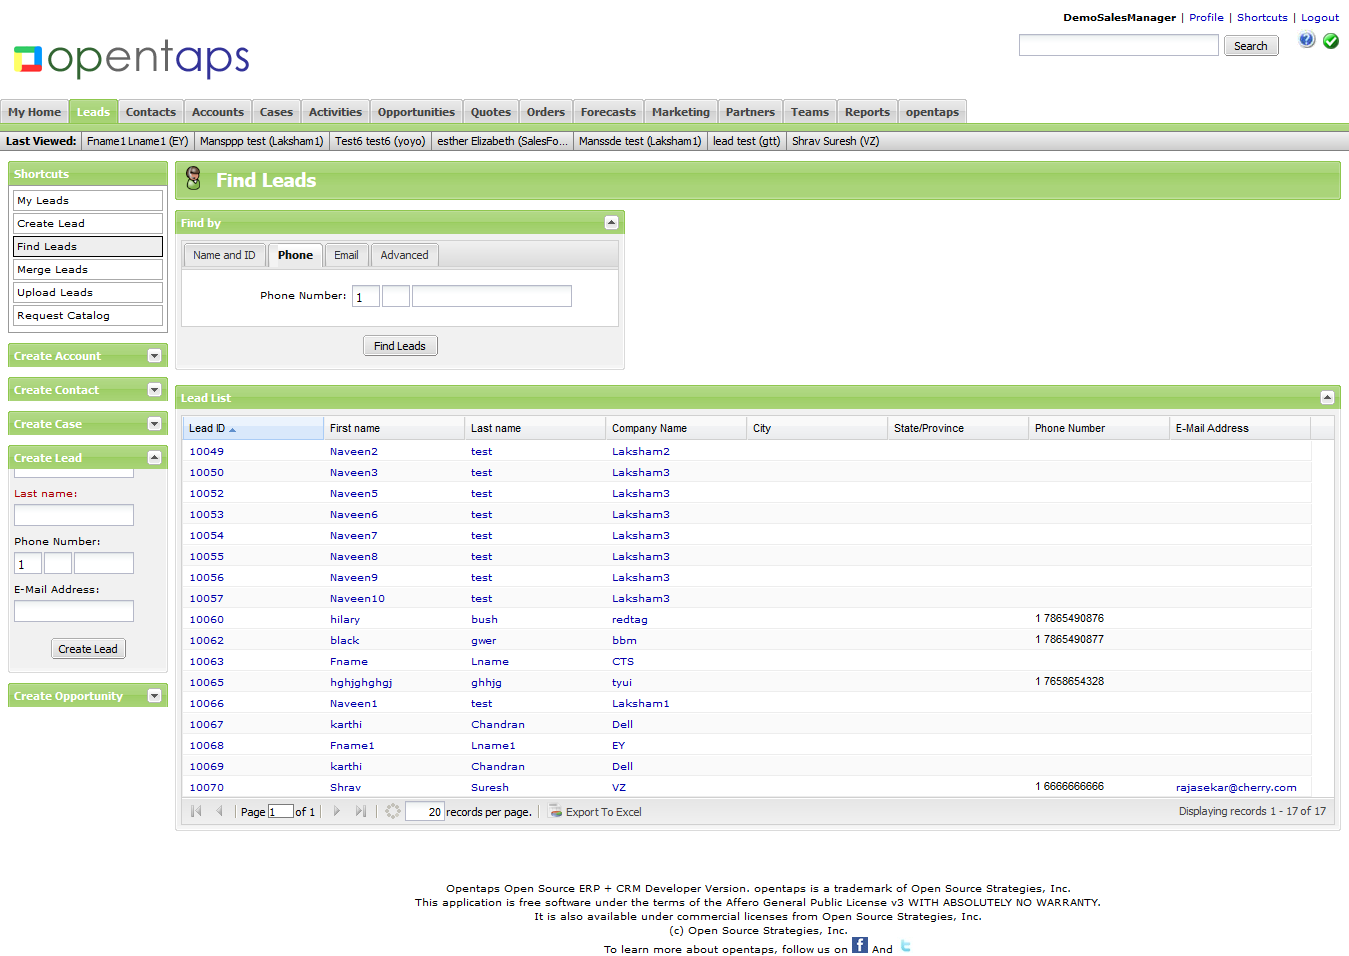 DemoSalesManager | Profile | Shortcuts | Logout
opentaps
Search
My Home Leads Contacts Accounts Cases Activities Opportunities Quotes Orders Forecasts Marketing Partners Teams Reports opentaps
Last Viewed: Fname1 Lname1 (EY) Mansppp test (Laksham1) Test6 test6 (yoyo) esther Elizabeth (SalesFo... Manssde test (Laksham1) lead test (gtt) Shrav Suresh (VZ)
Shortcuts
My Leads
Create Lead
Find Leads
Merge Leads
Upload Leads
Request Catalog
Create Account
Create Contact
Create Case
Create Lead
Last name:
Phone Number:
1
E-Mail Address:
Create Lead
Create Opportunity
Find Leads
Find by
Name and ID Phone Email Advanced
Phone Number: 1
Find Leads
Lead List
Lead ID First name Last name Company Name City State/Province Phone Number E-Mail Address
10049 Naveen2 test Laksham2
10050 Naveen3 test Laksham3
10052 Naveen5 test Laksham3
10053 Naveen6 test Laksham3
10054 Naveen7 test Laksham3
10055 Naveen8 test Laksham3
10056 Naveen9 test Laksham3
10057 Naveen10 test Laksham3
10060 hilary bush redtag 1 7865490876
10062 black gwer bbm 1 7865490877
10063 Fname Lname CTS
10065 hghjghghgj ghhjg tyui 1 7658654328
10066 Naveen1 test Laksham1
10067 karthi Chandran Dell
10068 Fname1 Lname1 EY
10069 karthi Chandran Dell
10070 Shrav Suresh VZ 1 6666666666 rajasekar@cherry.com
Page 1 of 1 20 records per page. Export To Excel Displaying records 1 - 17 of 17
Opentaps Open Source ERP + CRM Developer Version. opentaps is a trademark of Open Source Strategies, Inc.
This application is free software under the terms of the Affero General Public License v3 WITH ABSOLUTELY NO WARRANTY.
It is also available under commercial licenses from Open Source Strategies, Inc.
(c) Open Source Strategies, Inc.
To learn more about opentaps, follow us on f And t